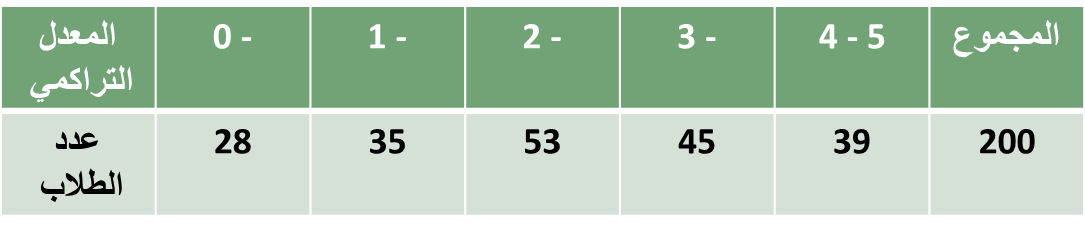 المعدل التراكمي	0 -	1 -	2 -	3 -	4 - 5	المجموع
عدد الطلاب	28	35	53	45	39	200